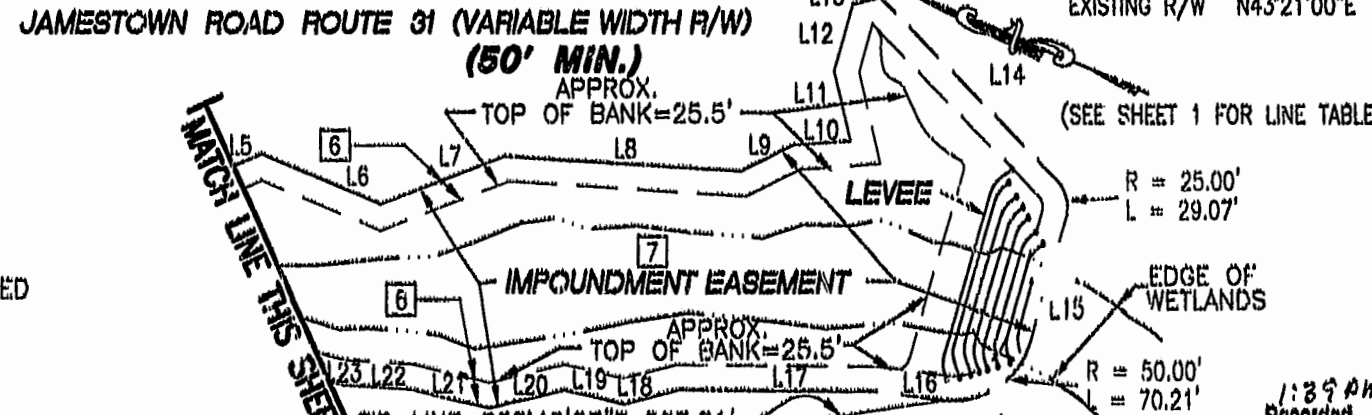 JAMESTOWN ROAD ROUTE 31 (VARIABLE WIDTH R/W)
(50' MIN.)
EXISTING R/W N43°21'00"E
L12
L14
(SEE SHEET 1 FOR LINE TABLE
APPROX.
TOP OF BANK=25.5'
L11
L10
L9
L8
L7
L6
L5
6
MATCH LINE THIS SHEE
LEVEE
R = 25.00'
L = 29.07'
7
IMPOUNDMENT EASEMENT
ED
6
EDGE OF
WETLANDS
L15
APPROX.
TOP OF BANK=25.5'
L23
L22
L21
L20
L19
L18
L17
L16
R = 50.00'
L = 70.21'